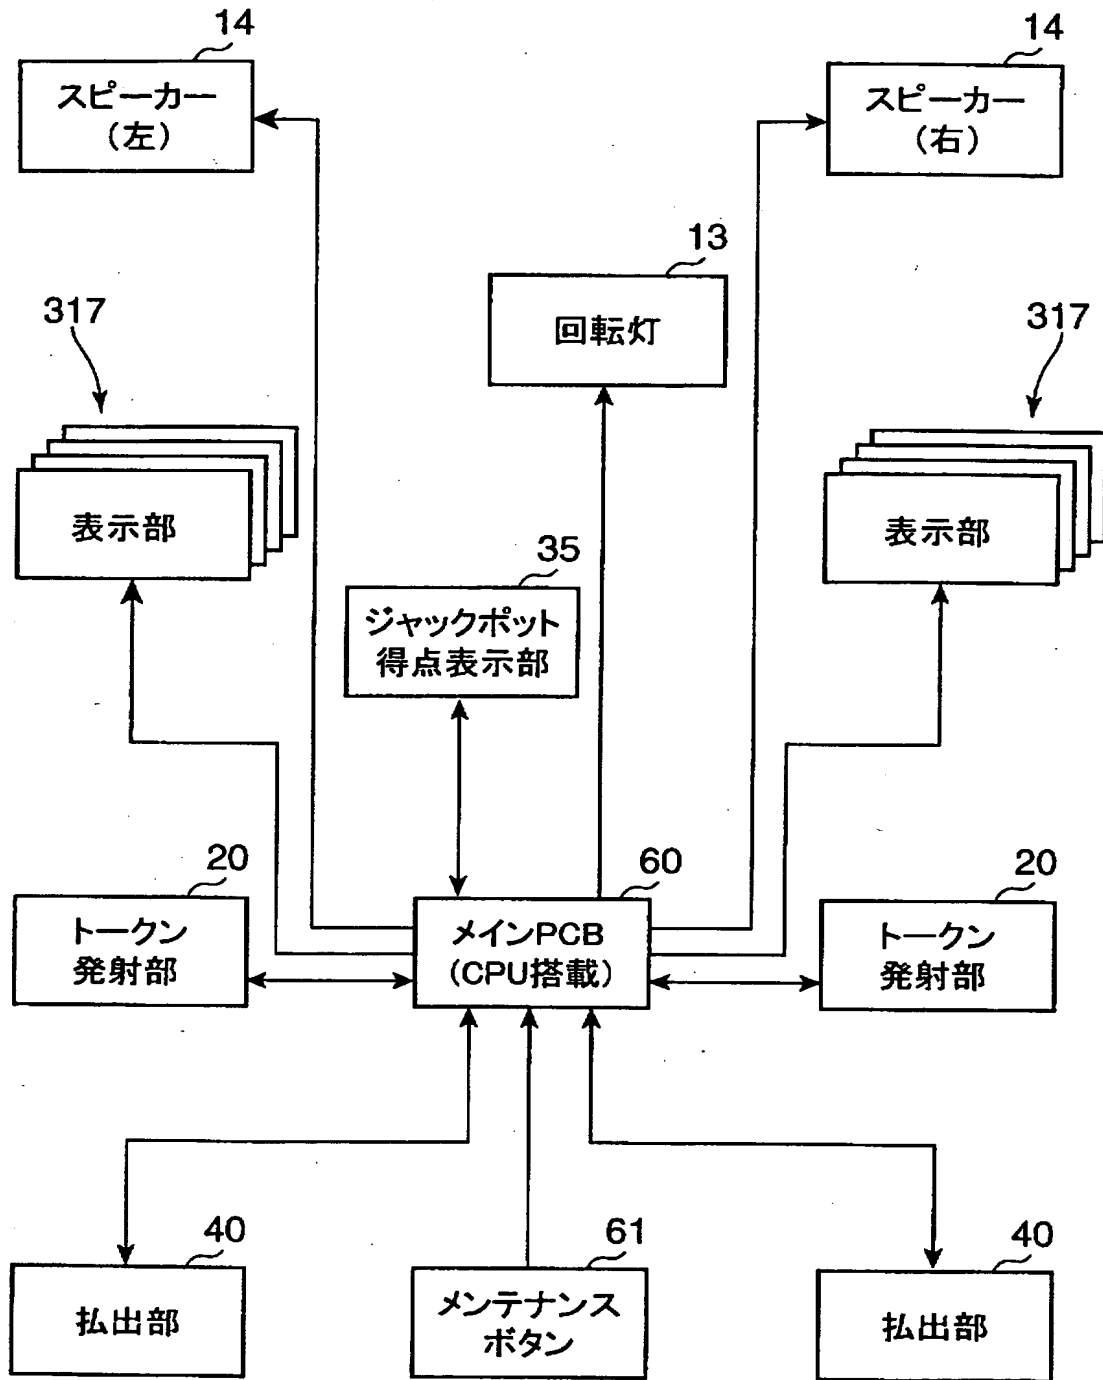 14
スピーカー
(左)
14
スピーカー
(右)
13
回転灯
317
表示部
317
表示部
35
ジャックポット
得点表示部
20
トークン
発射部
60
メインPCB
(CPU搭載)
20
トークン
発射部
40
払出部
61
メンテナンス
ボタン
40
払出部